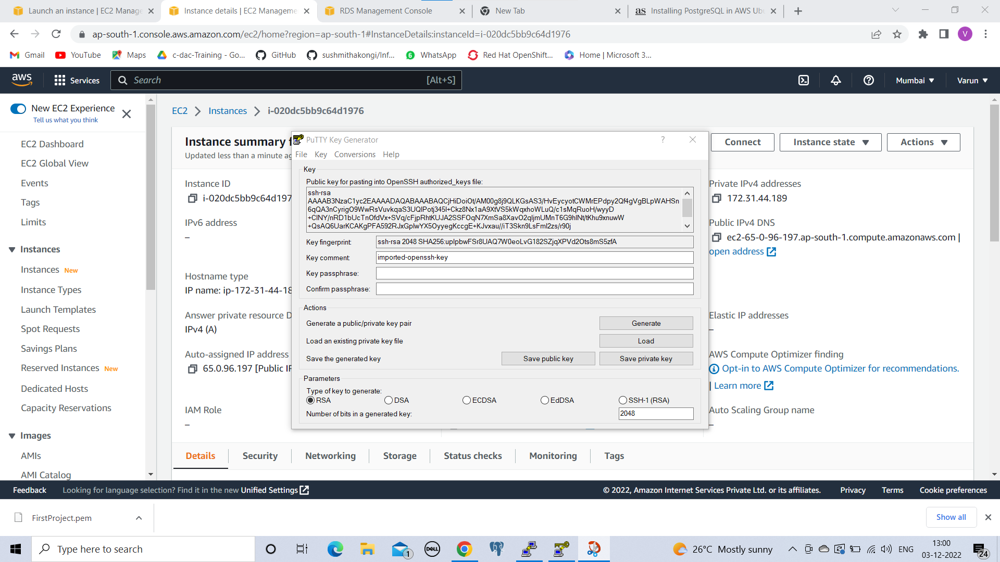 Launch an instance | EC2 Manage
Instance details | EC2 Manageme
RDS Management Console
New Tab
as Installing PostgreSQL in AWS Ub
ap-south-1.console.aws.amazon.com/ec2/home?region=ap-south-1#InstanceDetails:instanceId=i-020dc5bb9c64d1976
V
Gmail
YouTube
Maps
c-dac-Training - Go...
GitHub
sushmithakongi/Inf...
6 WhatsApp
Red Hat OpenShift...
Home | Microsoft 3...
aws
Services
Search
[Alt+S]
Mumbai
Varun
New EC2 Experience
Tell us what you think
EC2 Dashboard
EC2 Global View
Events
Tags
Limits
Instances
Instances New
Instance Types
Launch Templates
Spot Requests
Savings Plans
Reserved Instances New
Dedicated Hosts
Capacity Reservations
Images
AMIs
AMI Catalog
EC2 > Instances > i-020dc5bb9c64d1976
Instance summary f
Updated less than a minute ag
Connect
Instance state
Actions
Instance ID
i-020dc5bb9c64d197
IPv6 address
–
Hostname type
IP name: ip-172-31-44-18
Answer private resource D
IPv4 (A)
Auto-assigned IP address
65.0.96.197 [Public IP
IAM Role
–
PuTTY Key Generator
?
File Key Conversions Help
Key
Public key for pasting into OpenSSH authorized_keys file:
ssh-rsa
AAAAB3NzaC1yc2EAAAADAQABAAABAQCjHiDoiOt/AM00g8j9QLKGsAS3/HvEycyotCWMrEPdpy2Qf4gVgBLpWAHSn
6qQA3nCyrigO9WwRsVuvkqaS3UQIPotj345l+Ckz8Nx1aA9XtVS5kWqxhoWLuQ/c1sMqRuoH/wyyD
+CINY/nRD1bUcTnOfdVx+SVq/cFjpRhtKUJA2SSFOqN7XmSa8XavO2qljmUMnT6G9hlNt/tKhu9xnuwW
+QsAQ6UarKCAKgPFA592RJxGplwYX5OyyegKccgE+KJvxau//iT3Skn9LsFml2zs/r90j
Key fingerprint:
ssh-rsa 2048 SHA256:uplpbwFSr8UAQ7W0eoLvG182SZjqXPVd2Ots8mS5zfA
Key comment:
imported-openssh-key
Key passphrase:
Confirm passphrase:
Actions
Generate a public/private key pair
Generate
Load an existing private key file
Load
Save the generated key
Save public key
Save private key
Parameters
Type of key to generate:
RSA
DSA
ECDSA
EdDSA
SSH-1 (RSA)
Number of bits in a generated key:
2048
Private IPv4 addresses
172.31.44.189
Public IPv4 DNS
ec2-65-0-96-197.ap-south-1.compute.amazonaws.com |
open address
Elastic IP addresses
–
AWS Compute Optimizer finding
Opt-in to AWS Compute Optimizer for recommendations.
| Learn more
Auto Scaling Group name
–
Details
Security
Networking
Storage
Status checks
Monitoring
Tags
Feedback
Looking for language selection? Find it in the new Unified Settings
© 2022, Amazon Internet Services Private Ltd. or its affiliates.
Privacy
Terms
Cookie preferences
FirstProject.pem
Show all
Type here to search
1
DELL
26°C Mostly sunny
ENG
13:00
03-12-2022
24